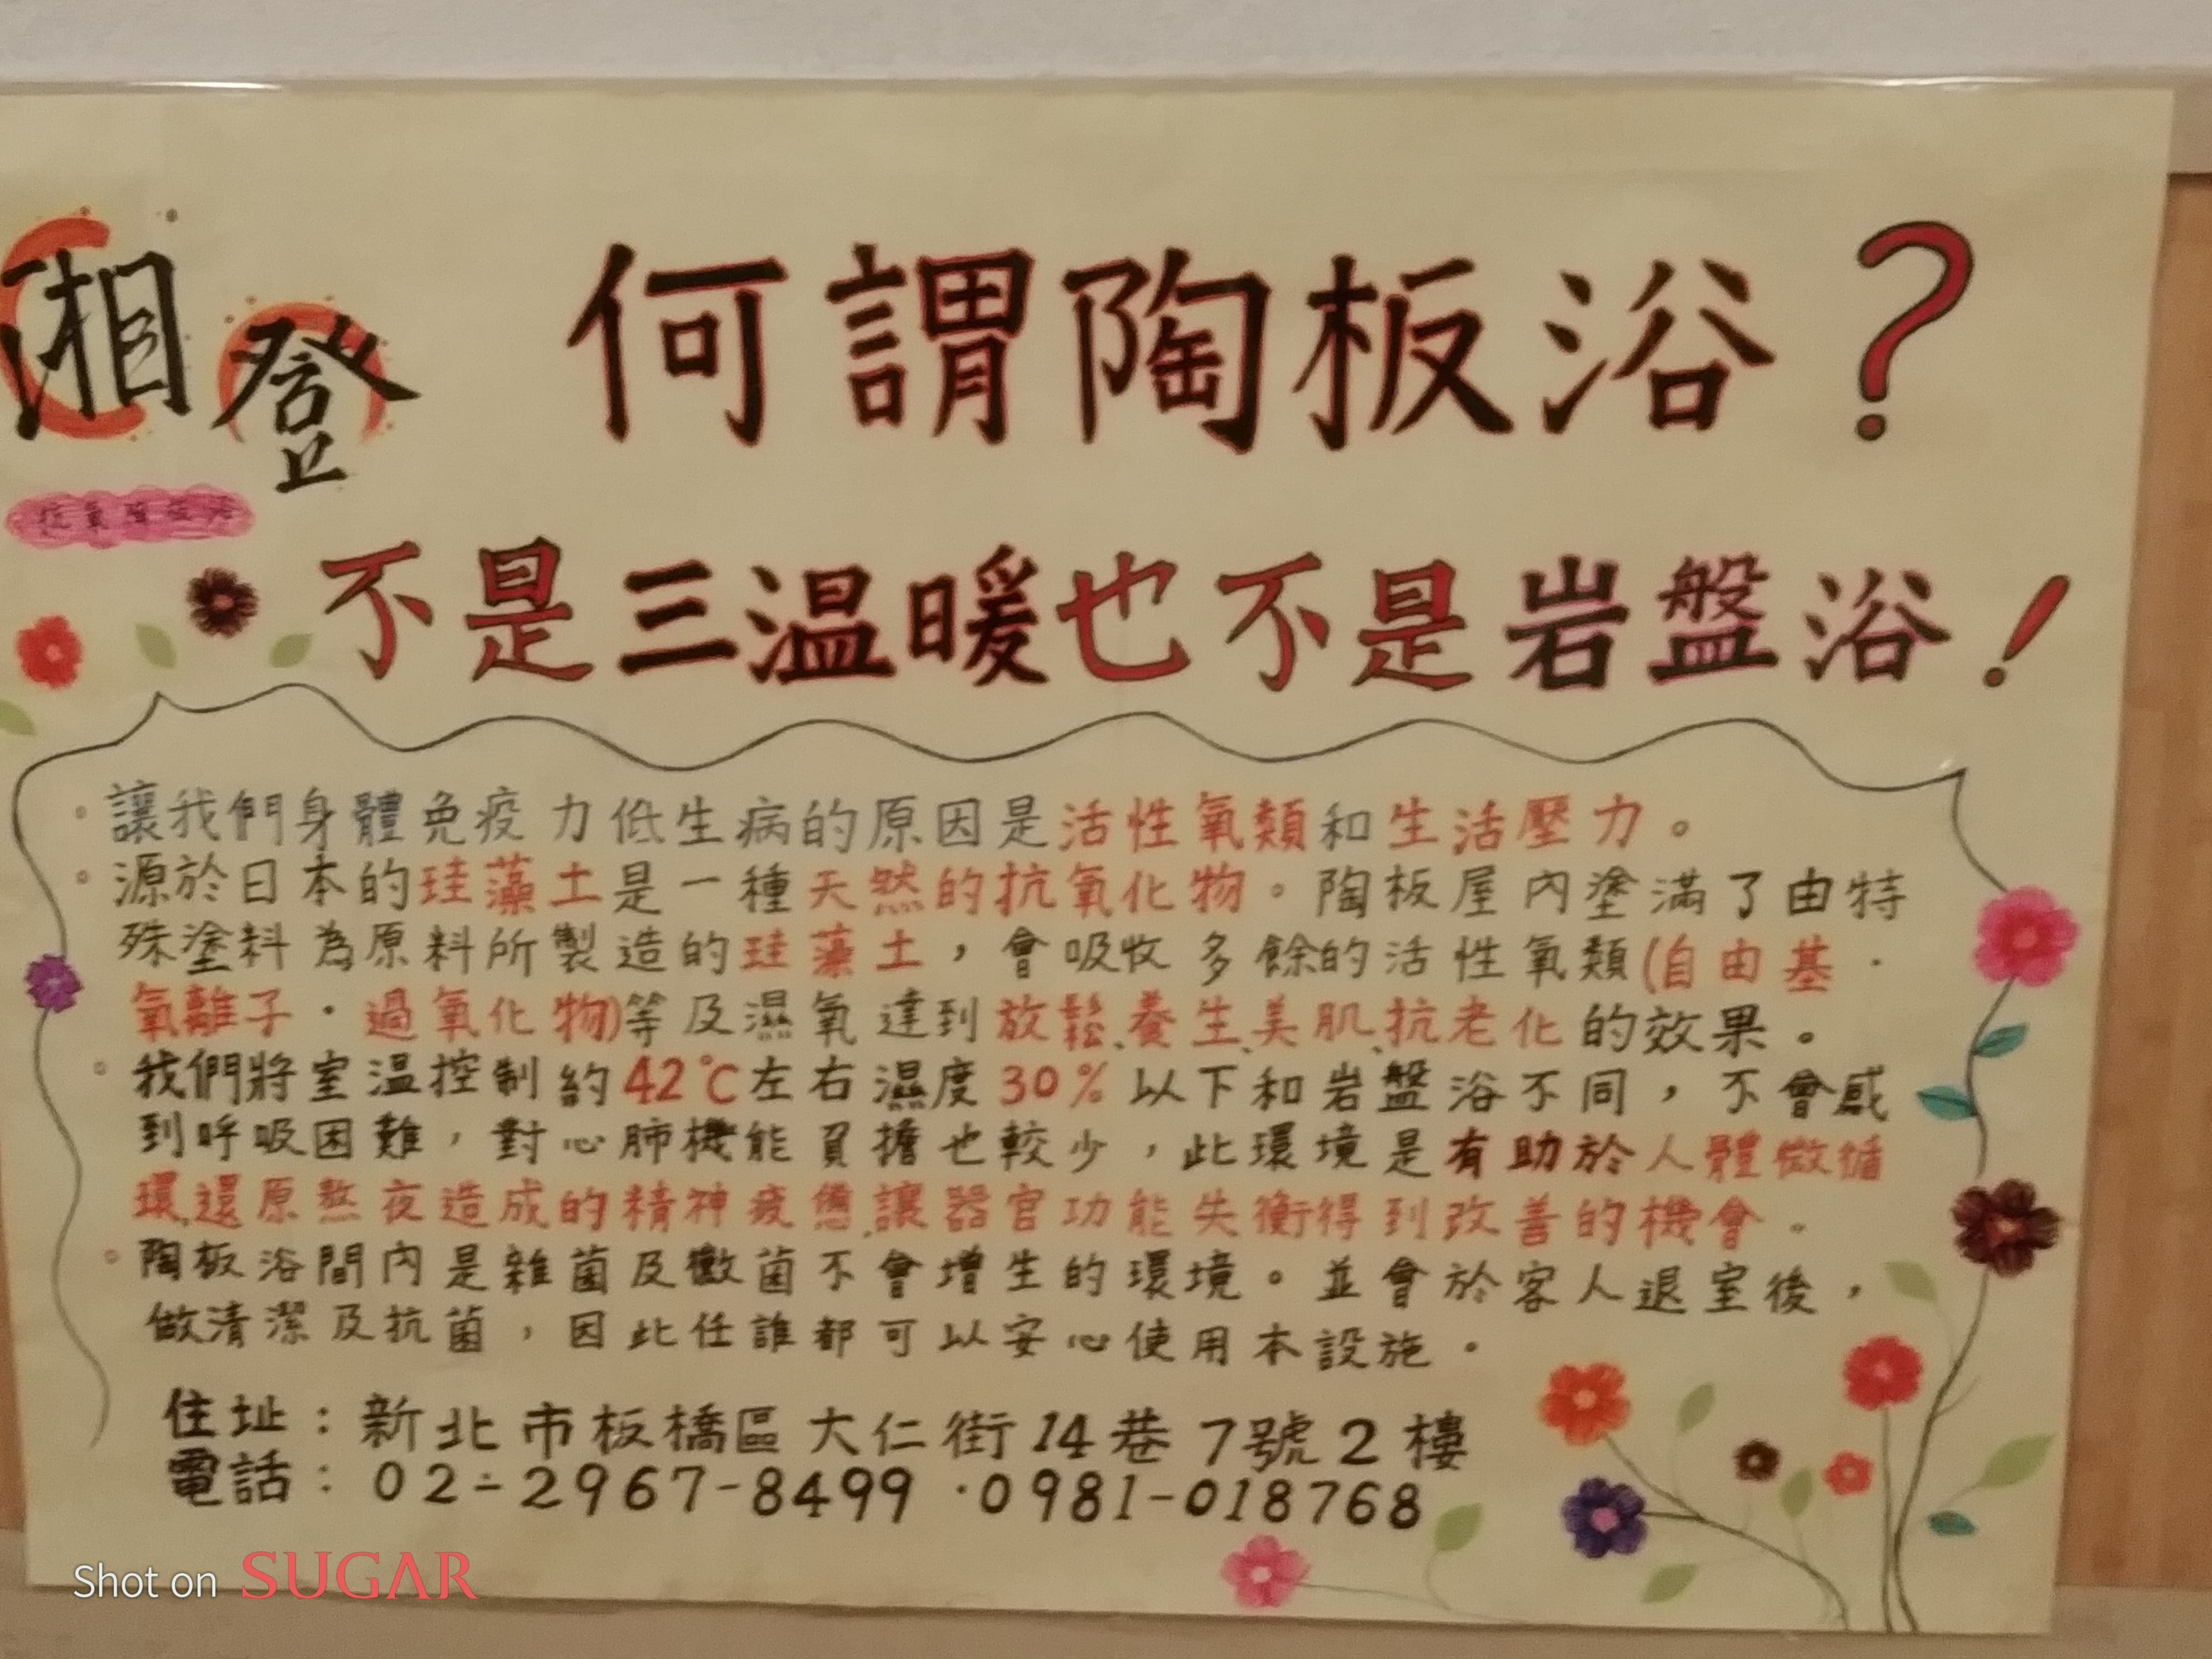 湘登
何謂陶板浴?
抗氧陶板浴
不是三温暖也不是岩盤浴!
。讓我們身體免疫力低生病的原因是活性氧類和生活壓力。
。源於日本的珪藻土是一種天然的抗氧化物。陶板屋內塗滿了由特
殊塗料為原料所製造的珪藻土,會吸收多餘的活性氧類(自由基·
氧離子·過氧化物)等及濕氧達到放鬆、養生、美肌、抗老化的效果。
。我們將室温控制約42℃左右濕度30%以下和岩盤浴不同,不會感
到呼吸困難,對心肺機能負擔也較少,此環境是有助於人體微循
環,還原熬夜造成的精神疲憊,讓器官功能失衡得到改善的機會。
。陶板浴間內是雜菌及黴菌不會增生的環境。並會於客人退室後,
做清潔及抗菌,因此任誰都可以安心使用本設施。
住址:新北市板橋區大仁街14巷7號2樓
電話:02-2967-8499·0981-018768
Shot on SUGAR